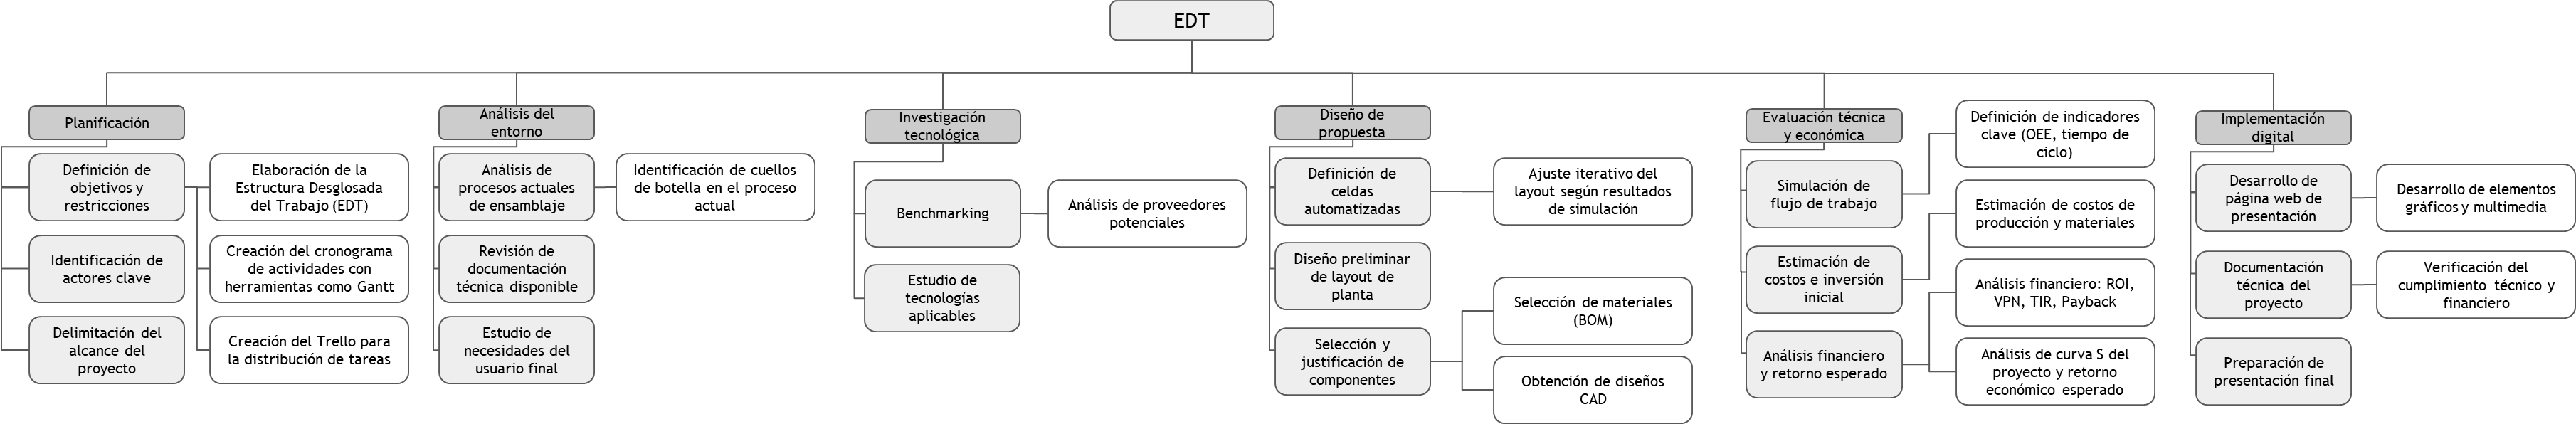 EDT
Planificación
Definición de
objetivos y
restricciones
Elaboración de la
Estructura Desglosada
del Trabajo (EDT)
Creación del cronograma
de actividades con
herramientas como Gantt
Creación del Trello para
la distribución de tareas
Identificación de
actores clave
Delimitación del
alcance del
proyecto
Análisis del
entorno
Análisis de
procesos actuales
de ensamblaje
Identificación de cuellos
de botella en el proceso
actual
Revisión de
documentación
técnica disponible
Estudio de
necesidades del
usuario final
Investigación
tecnológica
Benchmarking
Análisis de proveedores
potenciales
Estudio de
tecnologías
aplicables
Diseño de
propuesta
Definición de
celdas
automatizadas
Ajuste iterativo del
layout según resultados
de simulación
Diseño preliminar
de layout de
planta
Selección y
justificación de
componentes
Selección de materiales
(BOM)
Obtención de diseños
CAD
Evaluación técnica
y económica
Simulación de
flujo de trabajo
Definición de indicadores
clave (OEE, tiempo de
ciclo)
Estimación de
costos e inversión
inicial
Estimación de costos de
producción y materiales
Análisis financiero
y retorno esperado
Análisis financiero: ROI,
VPN, TIR, Payback
Análisis de curva S del
proyecto y retorno
económico esperado
Implementación
digital
Desarrollo de
página web de
presentación
Desarrollo de elementos
gráficos y multimedia
Documentación
técnica del
proyecto
Verificación del
cumplimiento técnico y
financiero
Preparación de
presentación final